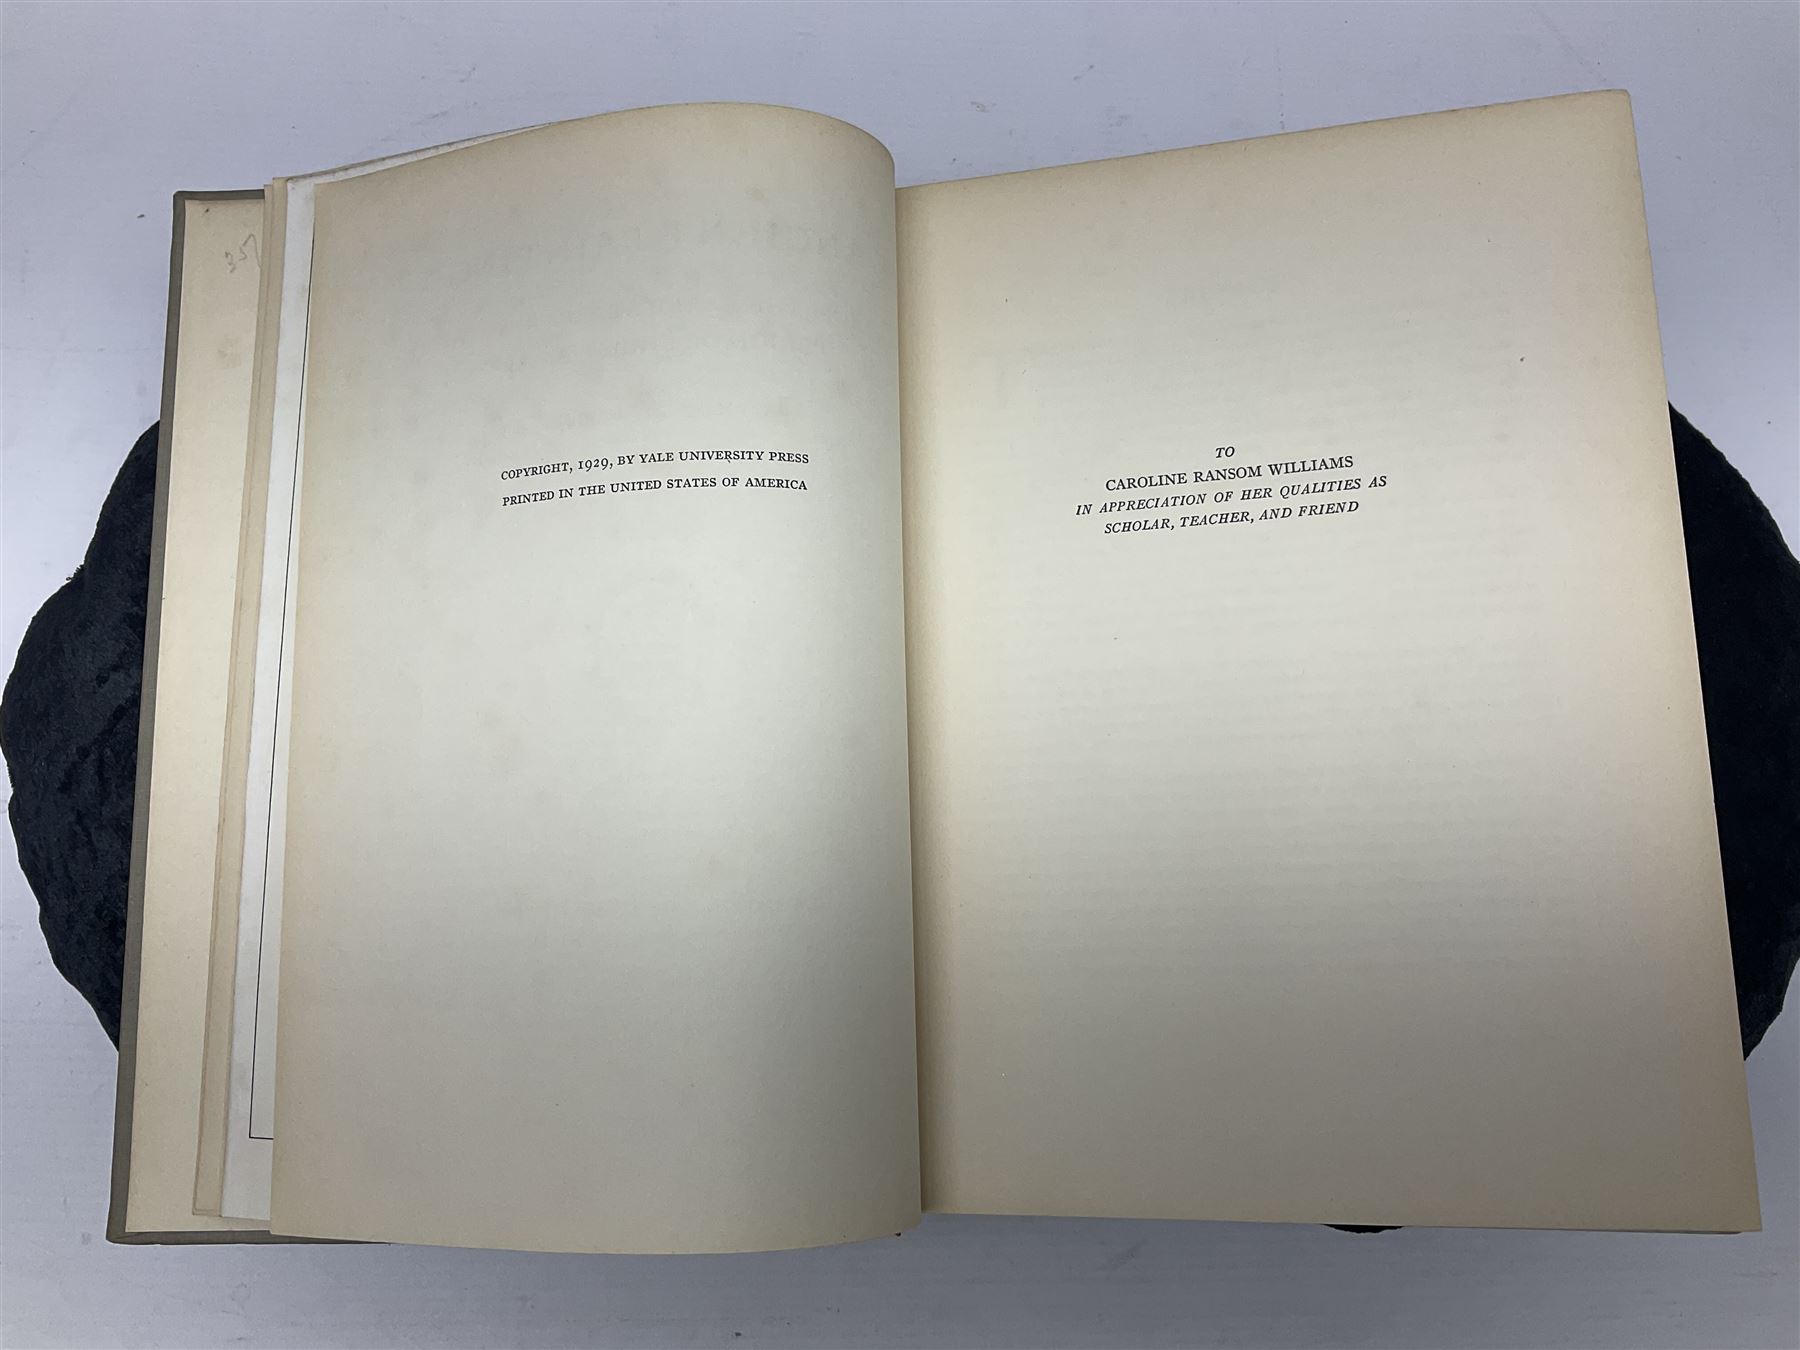 35
COPYRIGHT, 1929, BY YALE UNIVERSITY PRESS
PRINTED IN THE UNITED STATES OF AMERICA
TO
CAROLINE RANSOM WILLIAMS
IN APPRECIATION OF HER QUALITIES AS
SCHOLAR, TEACHER, AND FRIEND